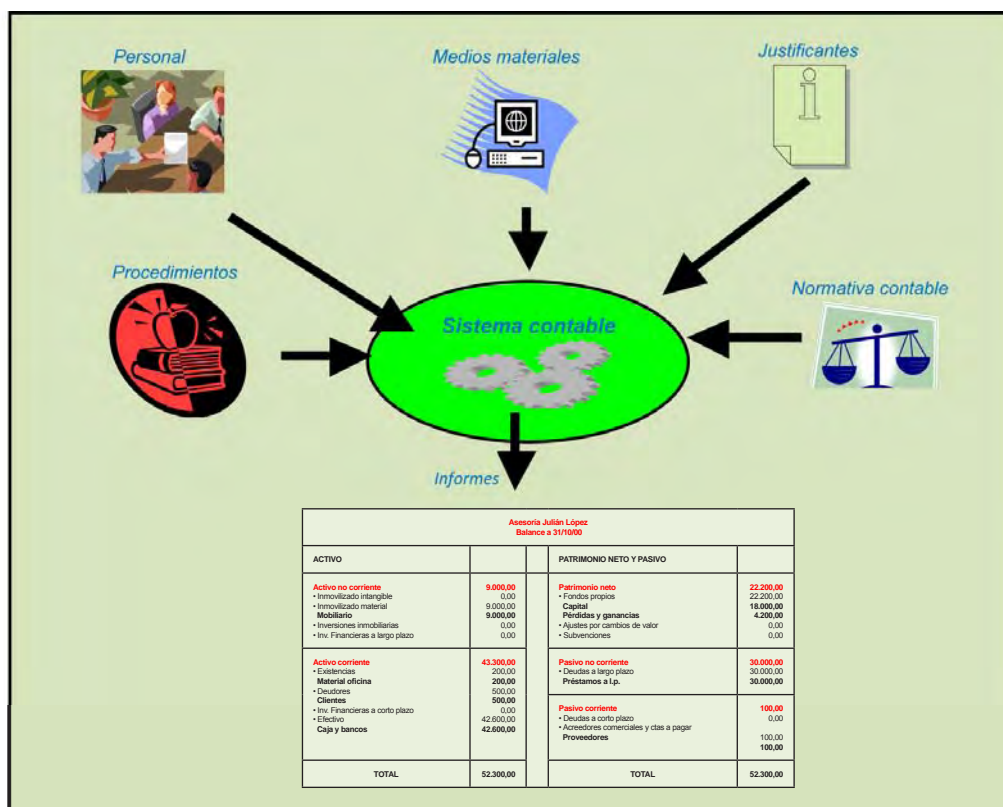 Personal
Medios materiales
Justificantes
Procedimientos
Normativa contable
Sistema contable
Informes
Asesoría Julián López
Balance a 31/10/00
ACTIVO
Activo no corriente 9.000,00
• Inmovilizado intangible 0,00
• Inmovilizado material 9.000,00
Mobiliario 9.000,00
• Inversiones inmobiliarias 0,00
• Inv. Financieras a largo plazo 0,00
Activo corriente 43.300,00
• Existencias 200,00
Material oficina 200,00
• Deudores 500,00
Clientes 500,00
• Inv. Financieras a corto plazo 0,00
• Efectivo 42.600,00
Caja y bancos 42.600,00
TOTAL 52.300,00
PATRIMONIO NETO Y PASIVO
Patrimonio neto 22.200,00
• Fondos propios 22.200,00
Capital 18.000,00
Pérdidas y ganancias 4.200,00
• Ajustes por cambios de valor 0,00
• Subvenciones 0,00
Pasivo no corriente 30.000,00
• Deudas a largo plazo 30.000,00
Préstamos a l.p. 30.000,00
Pasivo corriente 100,00
• Deudas a corto plazo 0,00
• Acreedores comerciales y ctas a pagar
Proveedores 100,00
100,00
TOTAL 52.300,00